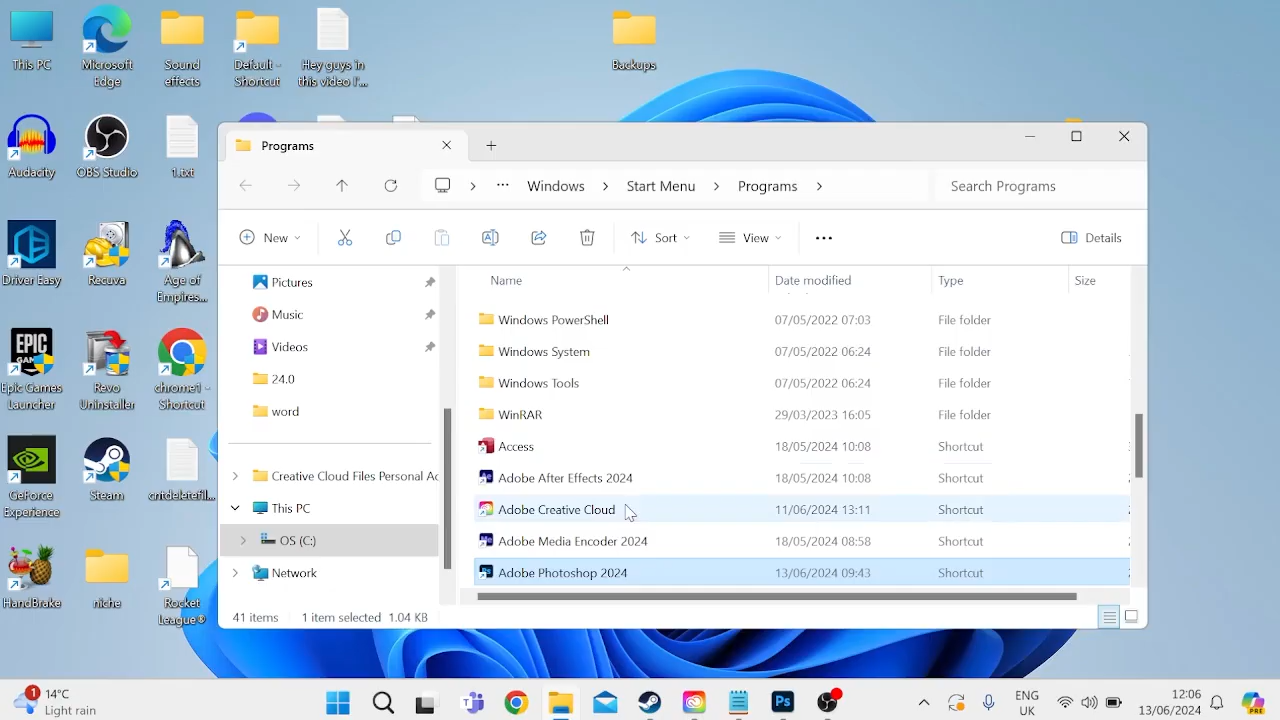 This PC
Microsoft
Edge
Sound
effects
Default -
Shortcut
Hey guys in
this video I'...
Backups
Audacity
OBS Studio
1.txt
Driver Easy
Recuva
Age of
Empires...
Epic Games
Launcher
Revo
Uninstaller
chrome1 -
Shortcut
GeForce
Experience
Steam
cntdeletefil...
HandBrake
niche
Rocket
League®
Programs
Windows
Start Menu
Programs
Search Programs
New
Sort
View
Details
Name
Date modified
Type
Size
Pictures
Music
Videos
24.0
word
Creative Cloud Files Personal Ac
This PC
OS (C:)
Network
Windows PowerShell 07/05/2022 07:03 File folder
Windows System 07/05/2022 06:24 File folder
Windows Tools 07/05/2022 06:24 File folder
WinRAR 29/03/2023 16:05 File folder
Access 18/05/2024 10:08 Shortcut
Adobe After Effects 2024 18/05/2024 10:08 Shortcut
Adobe Creative Cloud 11/06/2024 13:11 Shortcut
Adobe Media Encoder 2024 18/05/2024 08:58 Shortcut
Adobe Photoshop 2024 13/06/2024 09:43 Shortcut
41 items 1 item selected 1.04 KB
1
14°C
Light rain
Ps
ENG
UK
12:06
13/06/2024
PRE